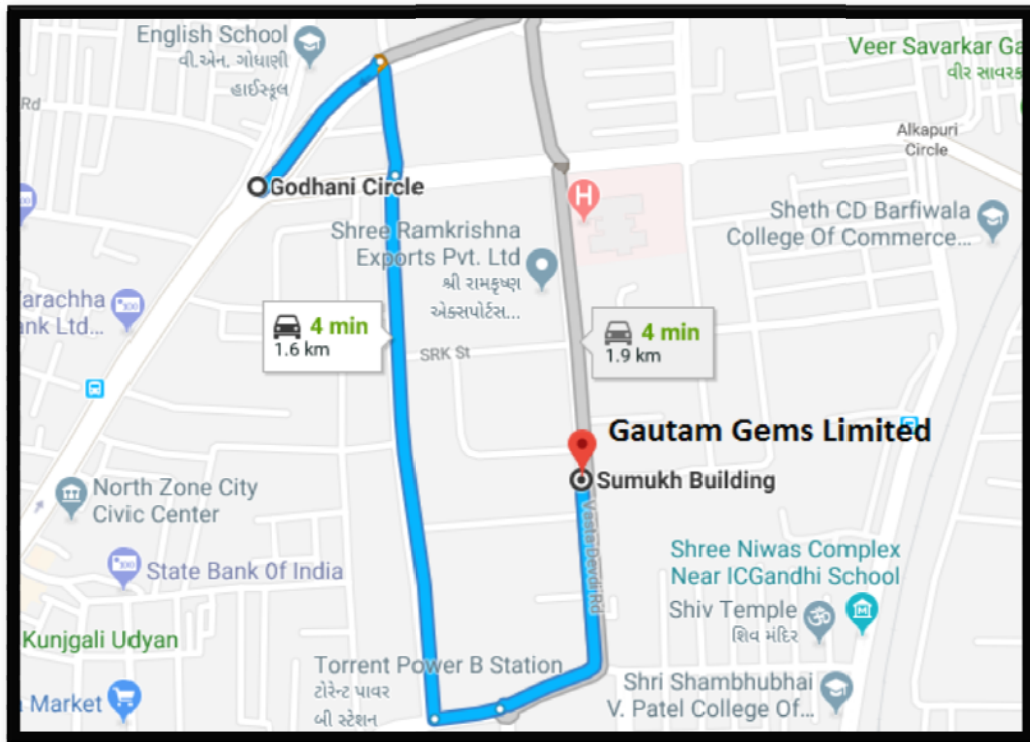 English School
વી.એન. ગોધાણી
હાઈસ્કૂલ
Veer Savarkar Ga
વીર સાવરક
Rd
Alkapuri
Circle
Godhani Circle
Shree Ramkrishna
Exports Pvt. Ltd
શ્રી રામકૃષ્ણ
એક્સપોર્ટસ...
H
Sheth CD Barfiwala
College Of Commerce...
arachha
ank Ltd...
4 min
1.6 km
SRK St
4 min
1.9 km
Gautam Gems Limited
Sumukh Building
Vasta Devdi Rd
North Zone City
Civic Center
State Bank Of India
Shree Niwas Complex
Near ICGandhi School
Shiv Temple
શિવ મંદિર
Kunjgali Udyan
Torrent Power B Station
ટોરેન્ટ પાવર
બી સ્ટેશન
Market
Shri Shambhubhai
V. Patel College Of...